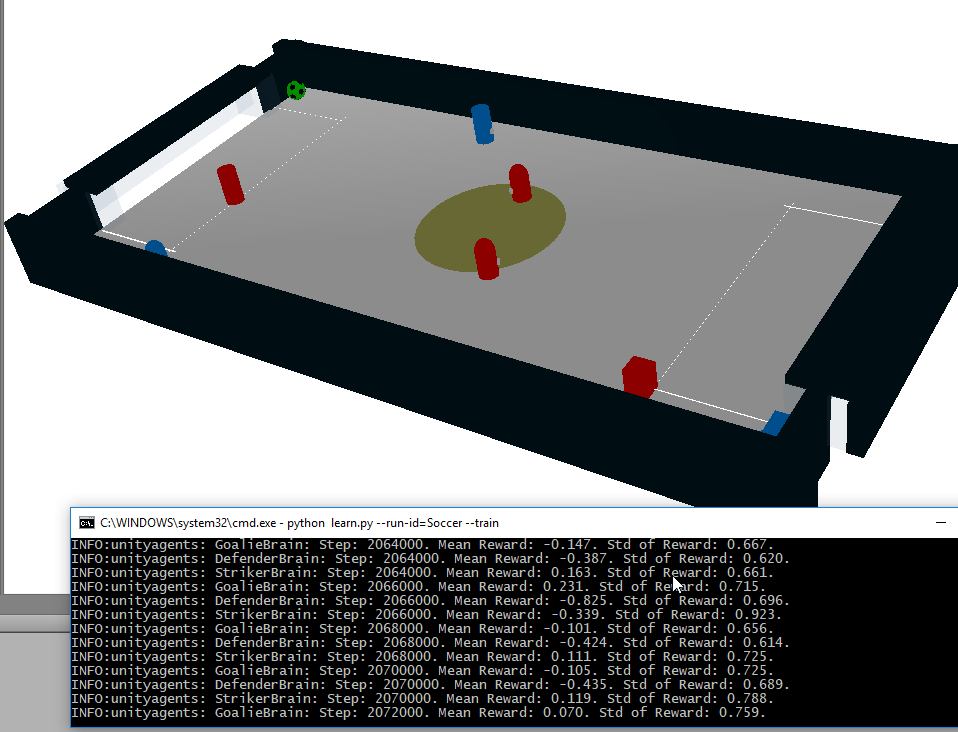 C:\WINDOWS\system32\cmd.exe - python  learn.py --run-id=Soccer --train
INFO:unityagents: GoalieBrain: Step: 2064000. Mean Reward: -0.147. Std of Reward: 0.667.
INFO:unityagents: DefenderBrain: Step: 2064000. Mean Reward: -0.387. Std of Reward: 0.620.
INFO:unityagents: StrikerBrain: Step: 2064000. Mean Reward: 0.163. Std of Reward: 0.661.
INFO:unityagents: GoalieBrain: Step: 2066000. Mean Reward: 0.231. Std of Reward: 0.715.
INFO:unityagents: DefenderBrain: Step: 2066000. Mean Reward: -0.825. Std of Reward: 0.696.
INFO:unityagents: StrikerBrain: Step: 2066000. Mean Reward: -0.339. Std of Reward: 0.923.
INFO:unityagents: GoalieBrain: Step: 2068000. Mean Reward: -0.101. Std of Reward: 0.656.
INFO:unityagents: DefenderBrain: Step: 2068000. Mean Reward: -0.424. Std of Reward: 0.614.
INFO:unityagents: StrikerBrain: Step: 2068000. Mean Reward: 0.111. Std of Reward: 0.725.
INFO:unityagents: GoalieBrain: Step: 2070000. Mean Reward: -0.105. Std of Reward: 0.725.
INFO:unityagents: DefenderBrain: Step: 2070000. Mean Reward: -0.435. Std of Reward: 0.689.
INFO:unityagents: StrikerBrain: Step: 2070000. Mean Reward: 0.119. Std of Reward: 0.788.
INFO:unityagents: GoalieBrain: Step: 2072000. Mean Reward: 0.070. Std of Reward: 0.759.